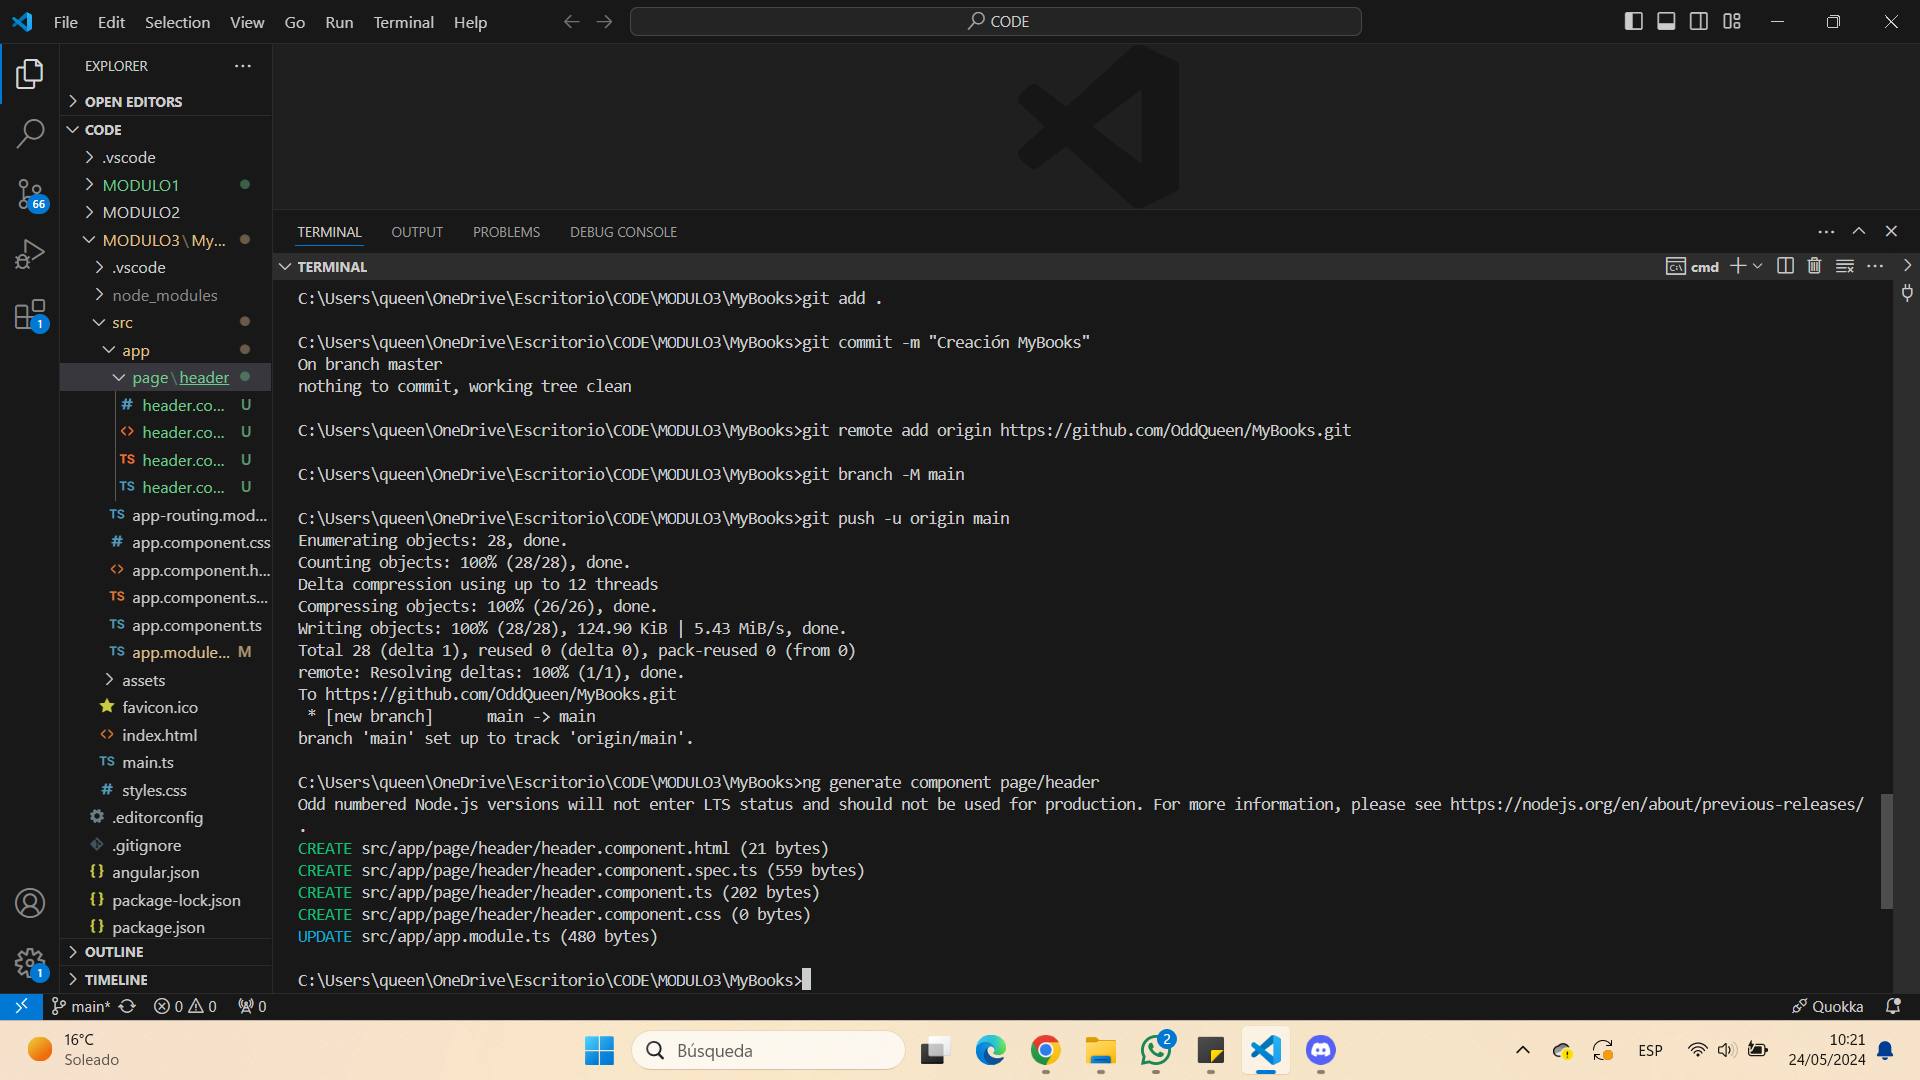 File Edit Selection View Go Run Terminal Help
CODE
EXPLORER
OPEN EDITORS
CODE
.vscode
MODULO1
MODULO2
MODULO3\My...
.vscode
node_modules
src
app
page\header
header.co... U
header.co... U
header.co... U
header.co... U
app-routing.mod...
app.component.css
app.component.h...
app.component.s...
app.component.ts
app.module... M
assets
favicon.ico
index.html
main.ts
styles.css
.editorconfig
.gitignore
angular.json
package-lock.json
package.json
OUTLINE
TIMELINE
66
1
1
TERMINAL OUTPUT PROBLEMS DEBUG CONSOLE
TERMINAL
cmd
C:\Users\queen\OneDrive\Escritorio\CODE\MODULO3\MyBooks>git add .
C:\Users\queen\OneDrive\Escritorio\CODE\MODULO3\MyBooks>git commit -m "Creación MyBooks"
On branch master
nothing to commit, working tree clean
C:\Users\queen\OneDrive\Escritorio\CODE\MODULO3\MyBooks>git remote add origin https://github.com/OddQueen/MyBooks.git
C:\Users\queen\OneDrive\Escritorio\CODE\MODULO3\MyBooks>git branch -M main
C:\Users\queen\OneDrive\Escritorio\CODE\MODULO3\MyBooks>git push -u origin main
Enumerating objects: 28, done.
Counting objects: 100% (28/28), done.
Delta compression using up to 12 threads
Compressing objects: 100% (26/26), done.
Writing objects: 100% (28/28), 124.90 KiB | 5.43 MiB/s, done.
Total 28 (delta 1), reused 0 (delta 0), pack-reused 0 (from 0)
remote: Resolving deltas: 100% (1/1), done.
To https://github.com/OddQueen/MyBooks.git
* [new branch]      main -> main
branch 'main' set up to track 'origin/main'.
C:\Users\queen\OneDrive\Escritorio\CODE\MODULO3\MyBooks>ng generate component page/header
Odd numbered Node.js versions will not enter LTS status and should not be used for production. For more information, please see https://nodejs.org/en/about/previous-releases/
.
CREATE src/app/page/header/header.component.html (21 bytes)
CREATE src/app/page/header/header.component.spec.ts (559 bytes)
CREATE src/app/page/header/header.component.ts (202 bytes)
CREATE src/app/page/header/header.component.css (0 bytes)
UPDATE src/app/app.module.ts (480 bytes)
C:\Users\queen\OneDrive\Escritorio\CODE\MODULO3\MyBooks>
main* 0 0 0
Quokka
16°C
Soleado
Búsqueda
2
ESP
10:21
24/05/2024